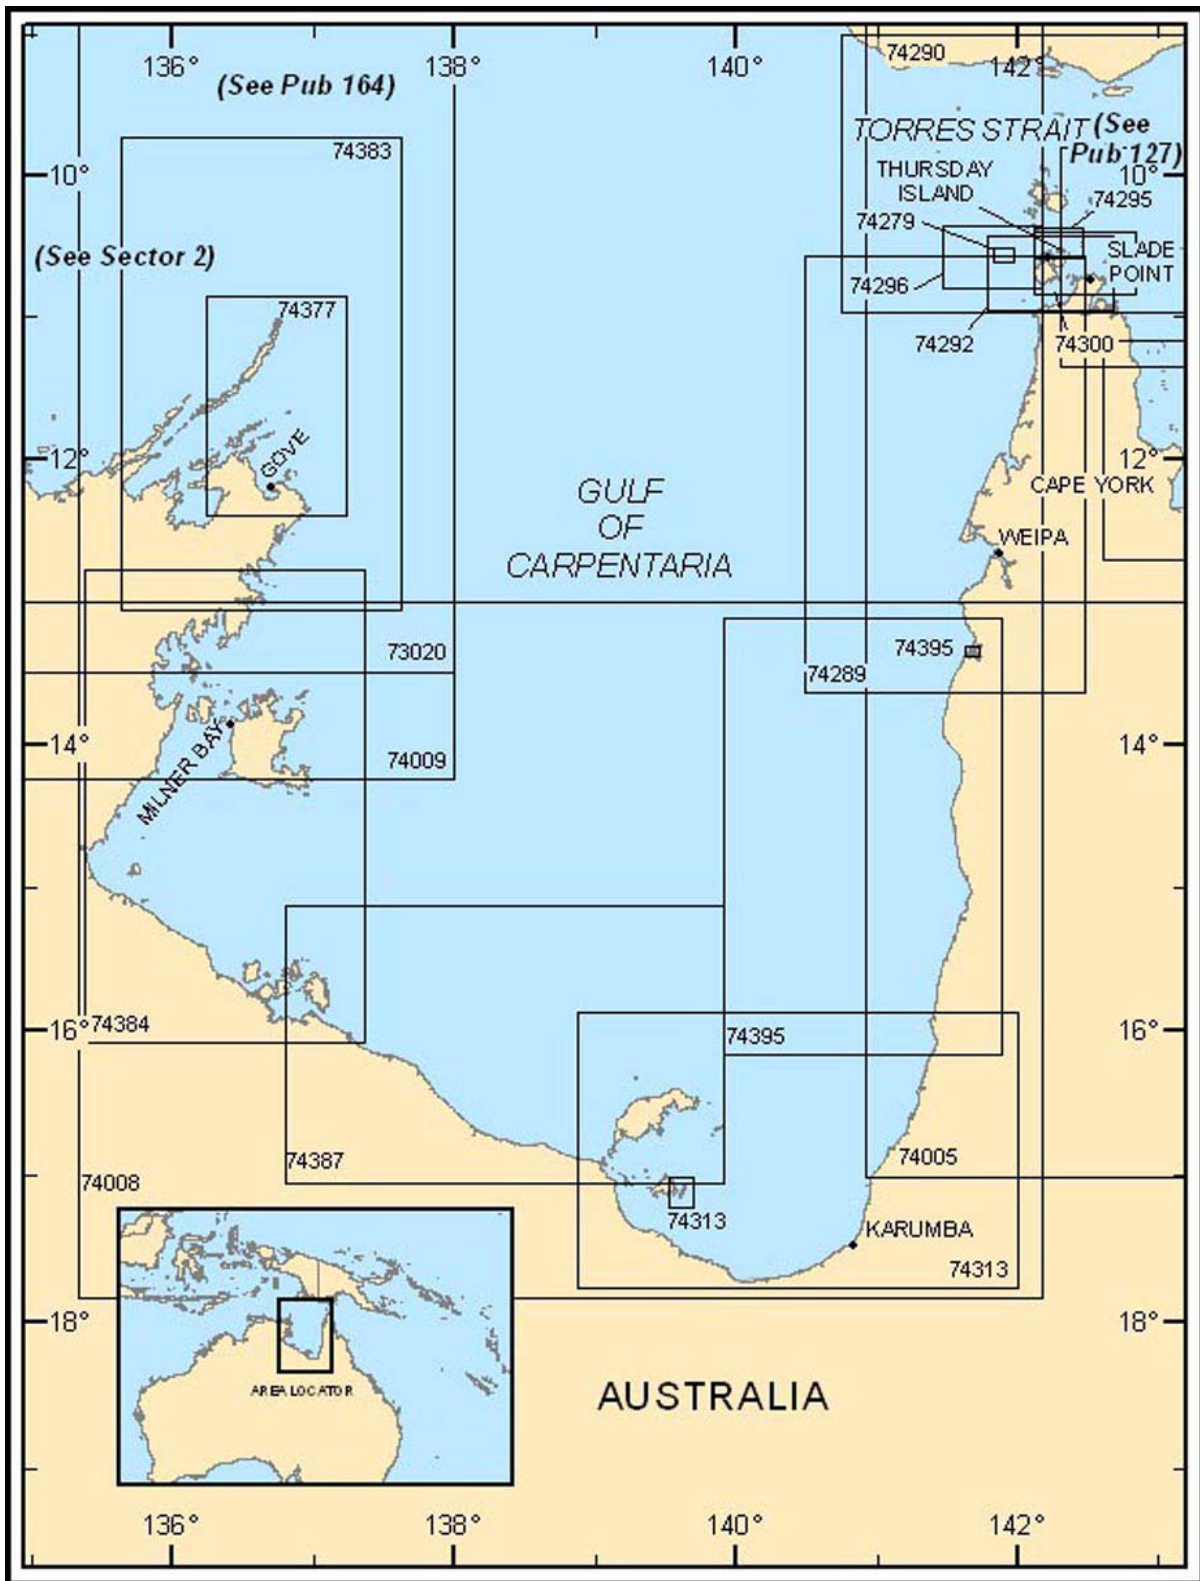 74290
136°
138°
140°
142°
(See Pub 164)
TORRES STRAIT
(See
Pub 127)
74383
10°
10°
THURSDAY
ISLAND
74295
74279
(See Sector 2)
SLADE
POINT
74296
74377
74292
74300
GOVE
12°
12°
CAPE YORK
GULF
OF
CARPENTARIA
WEIPA
73020
74395
74289
MILNER BAY
14°
14°
74009
74384
16°
16°
74395
74387
74005
74008
74313
KARUMBA
74313
18°
18°
AREA LOCATOR
AUSTRALIA
136°
138°
140°
142°